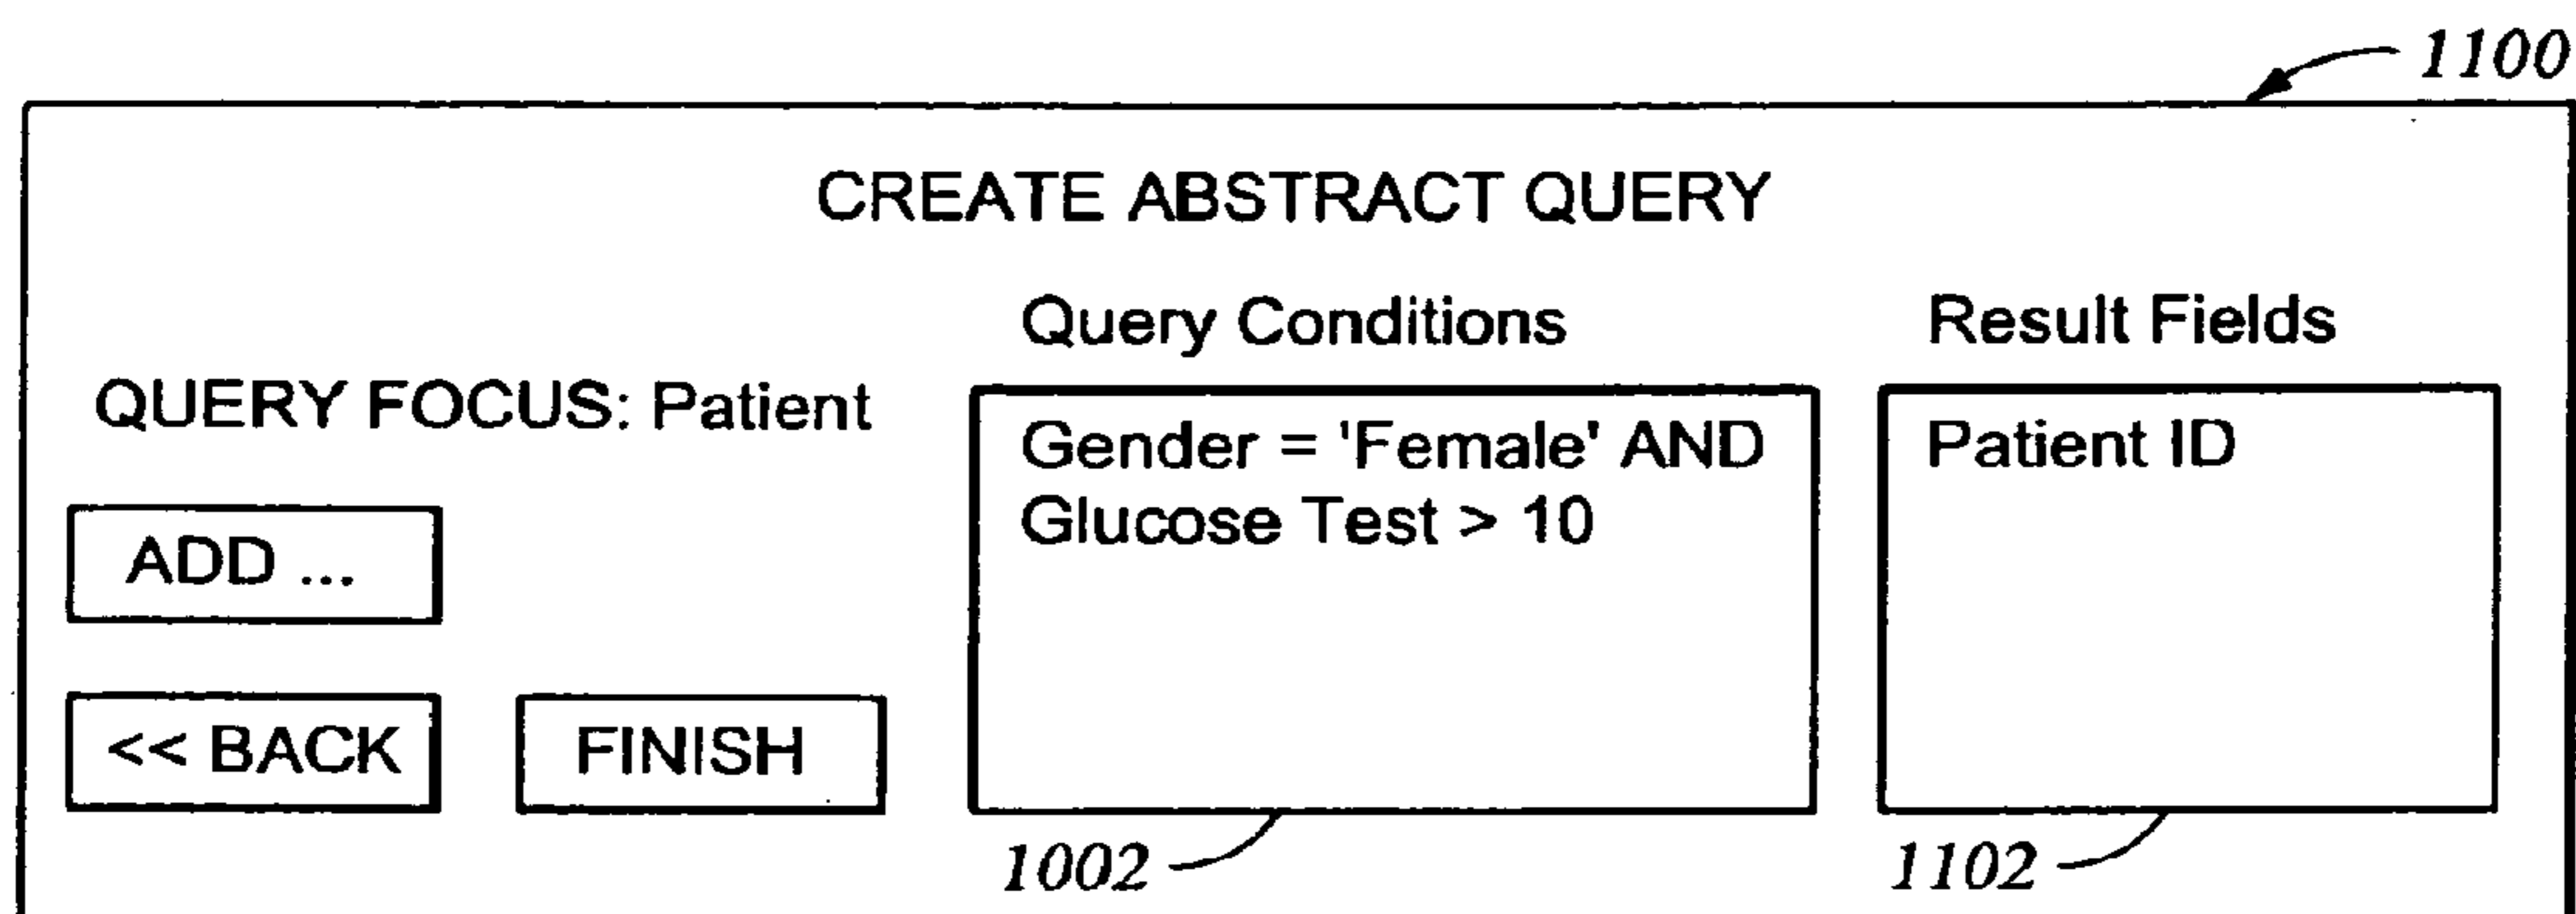 1100
CREATE ABSTRACT QUERY
Query Conditions
Result Fields
QUERY FOCUS: Patient
Gender = 'Female' AND
Glucose Test > 10
Patient ID
ADD ...
<< BACK
FINISH
1002
1102